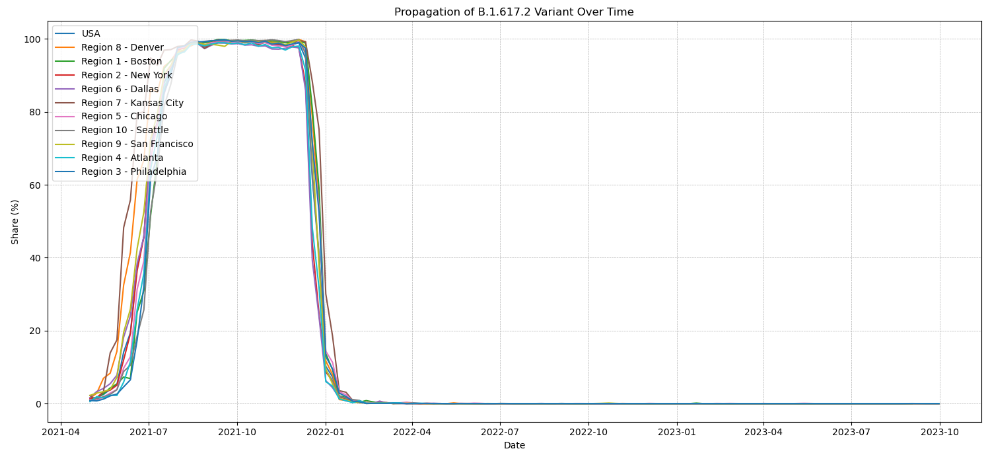 Propagation of B.1.617.2 Variant Over Time
USA
Region 8 - Denver
Region 1 - Boston
Region 2 - New York
Region 6 - Dallas
Region 7 - Kansas City
Region 5 - Chicago
Region 10 - Seattle
Region 9 - San Francisco
Region 4 - Atlanta
Region 3 - Philadelphia
Share (%)
100
80
60
40
20
0
2021-04 2021-07 2021-10 2022-01 2022-04 2022-07 2022-10 2023-01 2023-04 2023-07 2023-10
Date